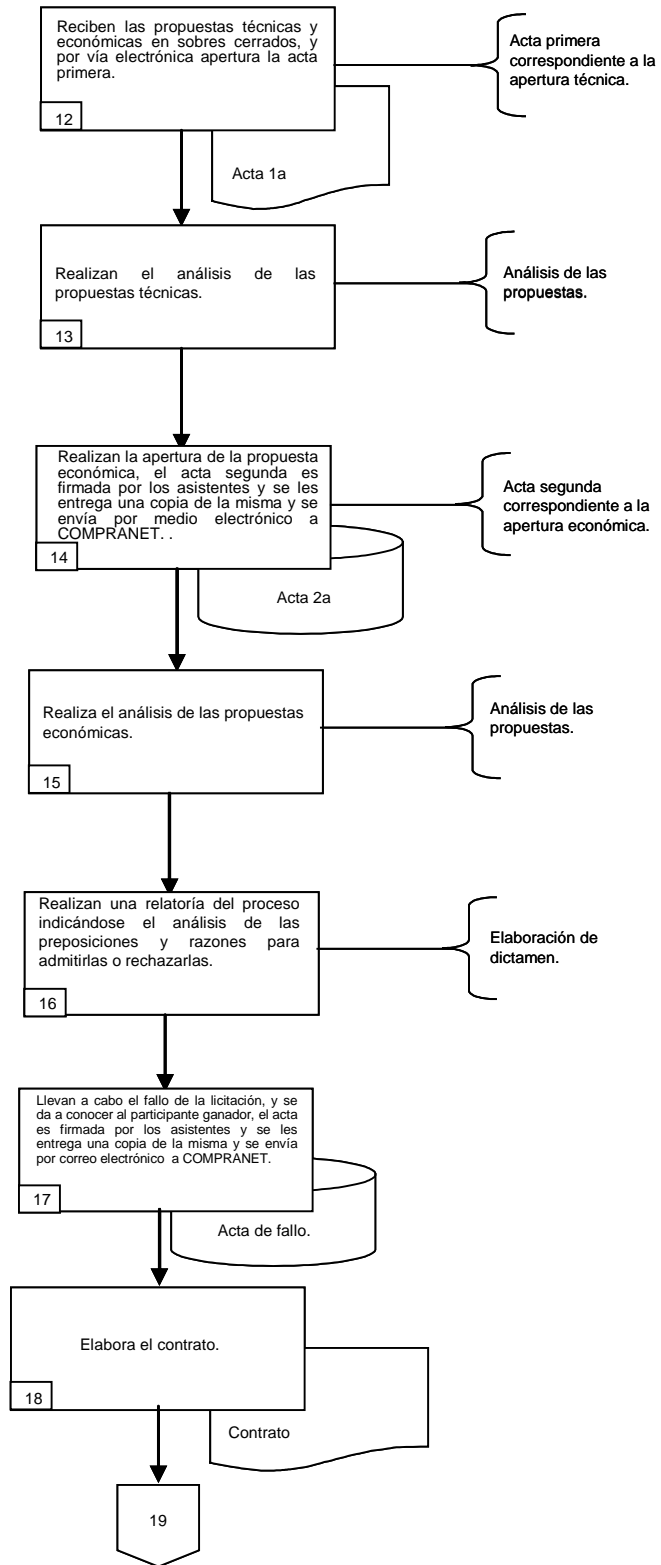 Reciben las propuestas técnicas y
económicas en sobres cerrados, y
por vía electrónica apertura la acta
primera.
12
Acta 1a
Acta primera
correspondiente a la
apertura técnica.
Realizan el análisis de las
propuestas técnicas.
13
Análisis de las
propuestas.
Realizan la apertura de la propuesta
económica, el acta segunda es
firmada por los asistentes y se les
entrega una copia de la misma y se
envía por medio electrónico a
COMPRANET. .
14
Acta 2a
Acta segunda
correspondiente a la
apertura económica.
Realiza el análisis de las propuestas
económicas.
15
Análisis de las
propuestas.
Realizan una relatoría del proceso
indicándose el análisis de las
preposiciones y razones para
admitirlas o rechazarlas.
16
Elaboración de
dictamen.
Llevan a cabo el fallo de la licitación, y se
da a conocer al participante ganador, el acta
es firmada por los asistentes y se les
entrega una copia de la misma y se envía
por correo electrónico a COMPRANET.
17
Acta de fallo.
Elabora el contrato.
18
Contrato
19